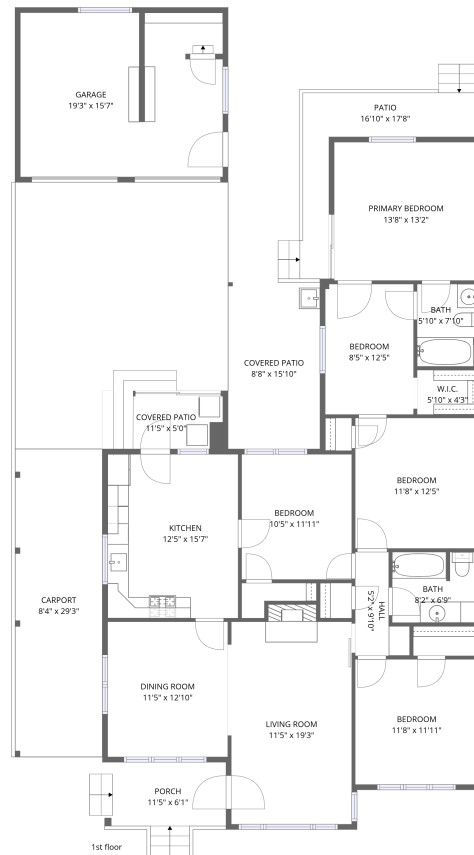 GARAGE
19'3" x 15'7"
PATIO
16'10" x 17'8"
PRIMARY BEDROOM
13'8" x 13'2"
BATH
5'10" x 7'10"
BEDROOM
8'5" x 12'5"
COVERED PATIO
8'8" x 15'10"
W.I.C.
5'10" x 4'3"
COVERED PATIO
11'5" x 5'0"
BEDROOM
11'8" x 12'5"
BEDROOM
10'5" x 11'11"
KITCHEN
12'5" x 15'7"
BATH
8'2" x 6'9"
HALL
5'2" x 9'10"
CARPORT
8'4" x 29'3"
DINING ROOM
11'5" x 12'10"
LIVING ROOM
11'5" x 19'3"
BEDROOM
11'8" x 11'11"
PORCH
11'5" x 6'1"
1st floor